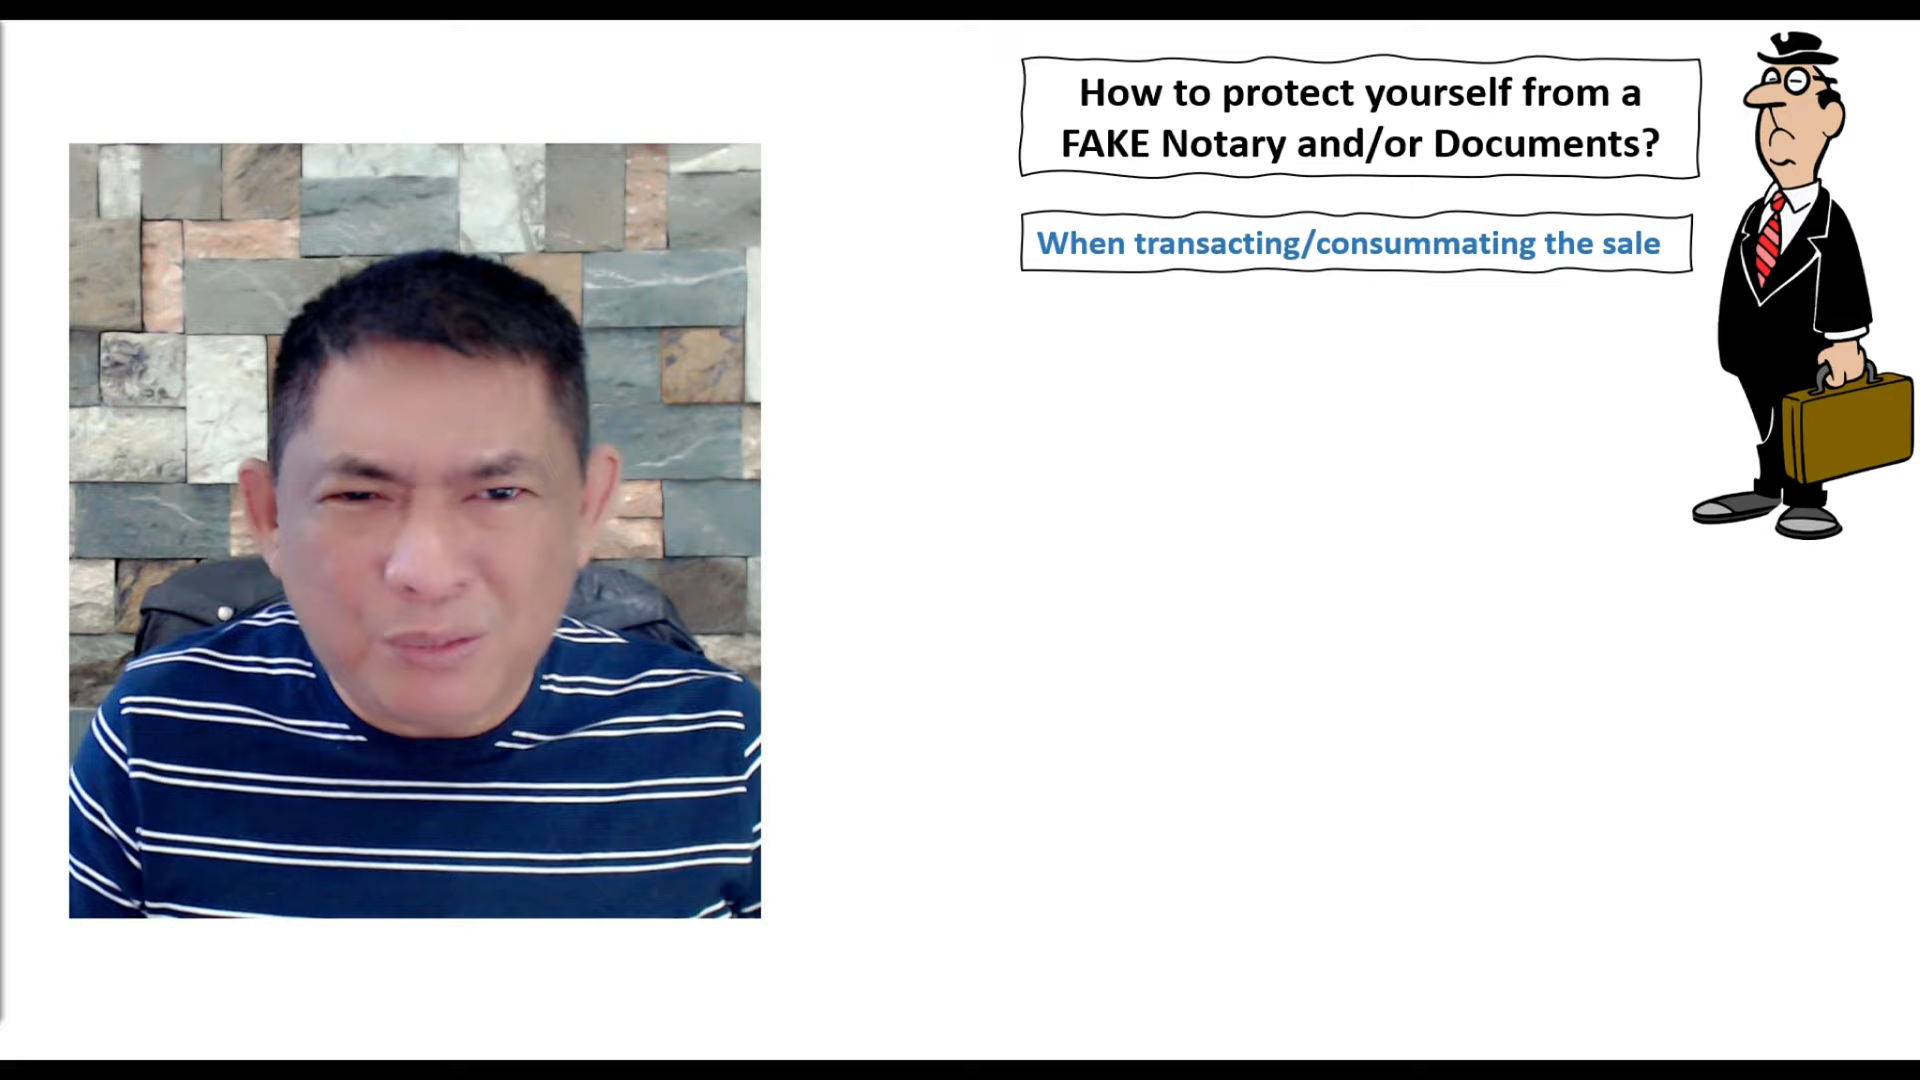 How to protect yourself from a
FAKE Notary and/or Documents?
When transacting/consummating the sale